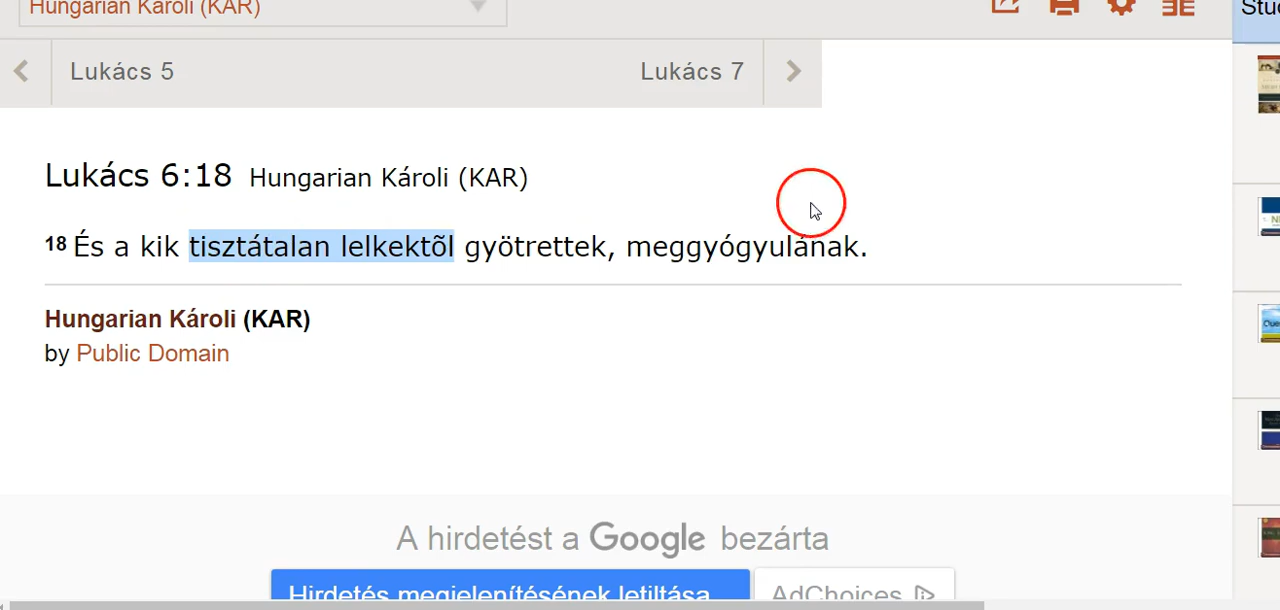 Hungarian Károli (KAR)
Stud
Lukács 5
Lukács 7
Lukács 6:18 Hungarian Károli (KAR)
18 És a kik tisztátalan lelkektõl gyötrettek, meggyógyulának.
Hungarian Károli (KAR)
by Public Domain
A hirdetést a Google bezárta
Hirdetés megjelenítésének letiltása
AdChoices